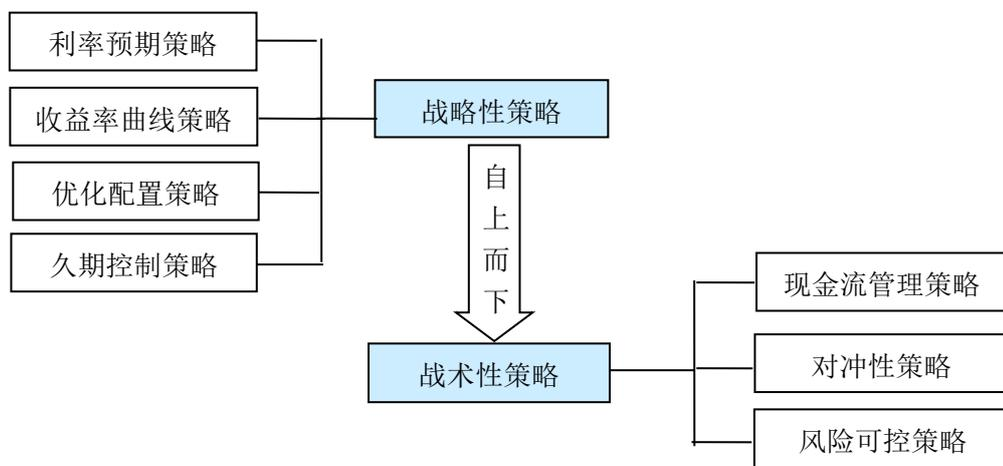 利率预期策略
收益率曲线策略
优化配置策略
久期控制策略
战略性策略
自
上
而
下
战术性策略
现金流管理策略
对冲性策略
风险可控策略